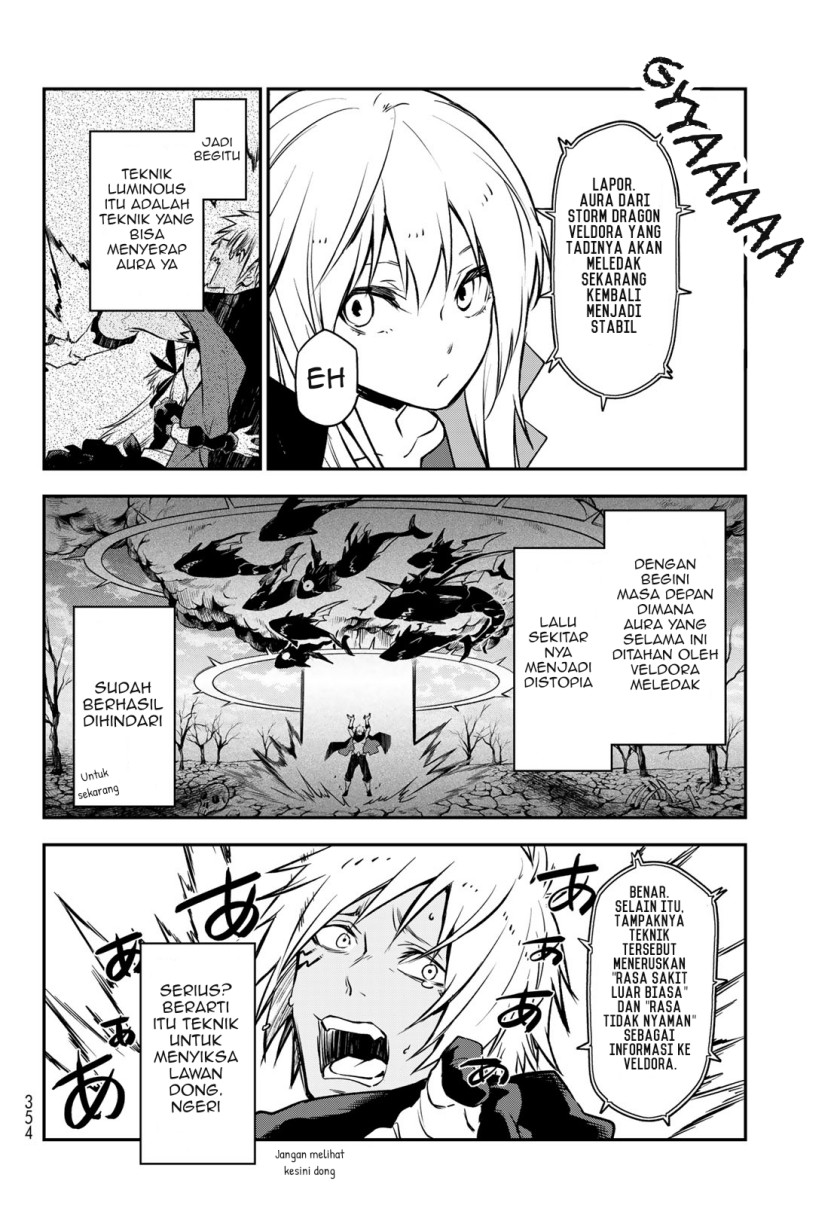 GYYAAAAA
LAPOR.
AURA DARI
STORM DRAGON
VELDORA YANG
TADINYA AKAN
MELEDAK
SEKARANG
KEMBALI
MENJADI
STABIL
EH
JADI
BEGITU
TEKNIK
LUMINOUS
ITU ADALAH
TEKNIK YANG
BISA
MENYERAP
AURA YA
DENGAN
BEGINI
MASA DEPAN
DIMANA
AURA YANG
SELAMA INI
DITAHAN OLEH
VELDORA
MELEDAK
LALU
SEKITAR
NYA
MENJADI
DISTOPIA
SUDAH
BERHASIL
DIHINDARI
Untuk
sekarang
BENAR.
SELAIN ITU,
TAMPAKNYA
TEKNIK
TERSEBUT
MENERUSKAN
"RASA SAKIT
LUAR BIASA"
DAN "RASA
TIDAK NYAMAN"
SEBAGAI
INFORMASI KE
VELDORA.
あ
あ
あ
あ
あ
あ
あ
SERIUS?
BERARTI
ITU TEKNIK
UNTUK
MENYIKSA
LAWAN
DONG.
NGERI
Jangan melihat
kesini dong
354